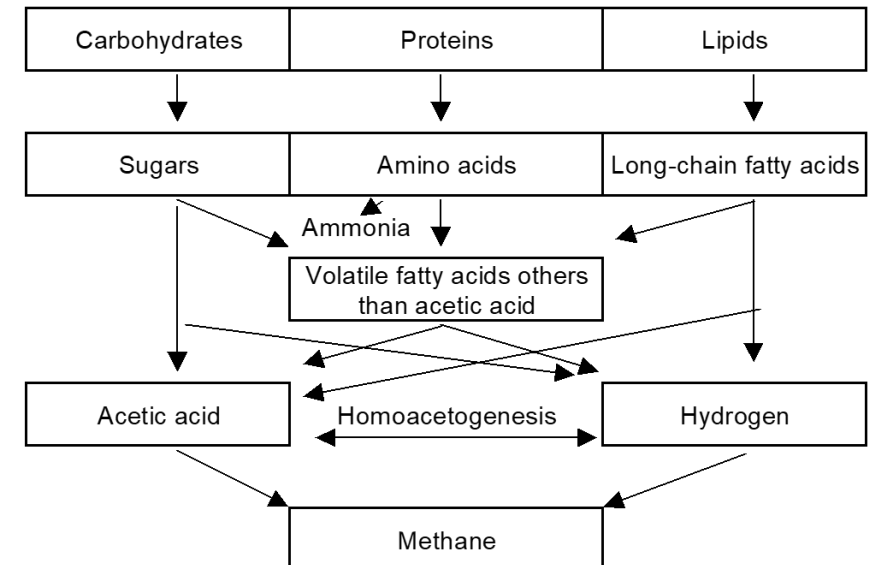 Carbohydrates
Proteins
Lipids
Sugars
Amino acids
Long-chain fatty acids
Ammonia
Volatile fatty acids others
than acetic acid
Acetic acid
Homoacetogenesis
Hydrogen
Methane